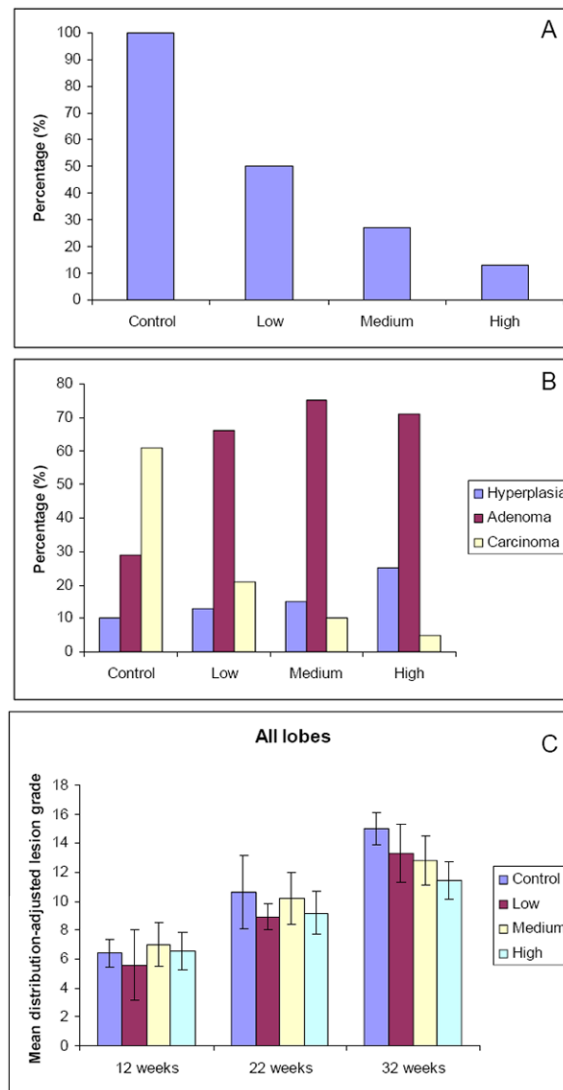 A
Percentage (%)
100
90
80
70
60
50
40
30
20
10
0
Control Low Medium High
B
Percentage (%)
80
70
60
50
40
30
20
10
0
Control Low Medium High
Hyperplasia
Adenoma
Carcinoma
All lobes
C
Mean distribution-adjusted lesion grade
18
16
14
12
10
8
6
4
2
0
12 weeks 22 weeks 32 weeks
Control
Low
Medium
High